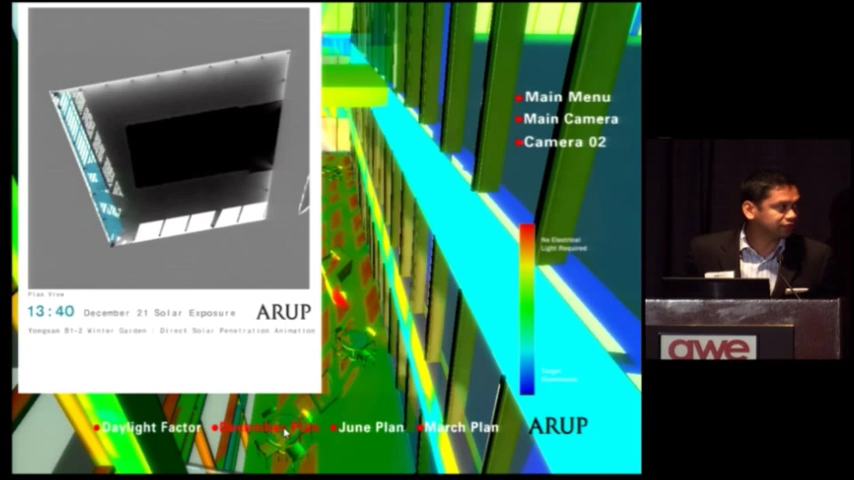 Plan View
13:40 December 21 Solar Exposure ARUP
Yongsan B1-2 Winter Garden : Direct Solar Penetration Animation
Main Menu
Main Camera
Camera 02
No Electrical
Light Required
Target
Daylight Factor December Plan June Plan March Plan ARUP
awe